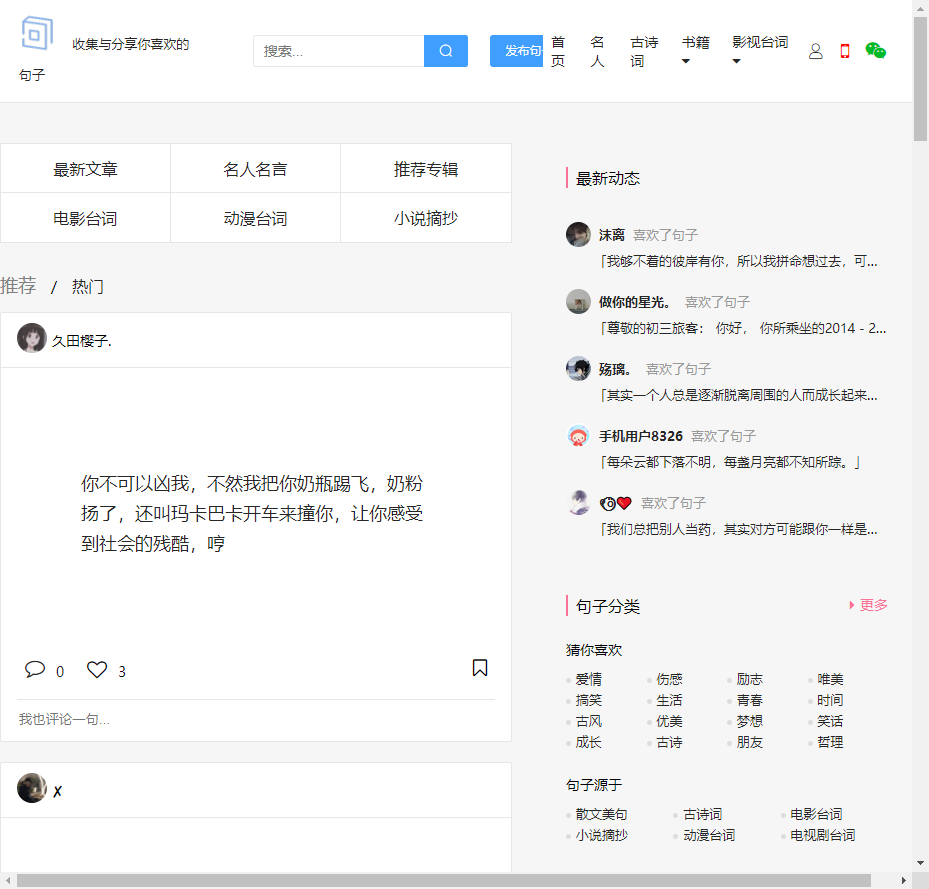 收集与分享你喜欢的
句子
搜索...
发布句
首页
名人
古诗词
书籍
影视台词
最新文章
名人名言
推荐专辑
电影台词
动漫台词
小说摘抄
推荐 / 热门
久田樱子.
你不可以凶我，不然我把你奶瓶踢飞，奶粉
扬了，还叫玛卡巴卡开车来撞你，让你感受
到社会的残酷，哼
0 3
我也评论一句...
✗
最新动态
沫离 喜欢了句子
「我够不着的彼岸有你，所以我拼命想过去，可...
做你的星光。 喜欢了句子
「尊敬的初三旅客： 你好， 你所乘坐的2014 - 2...
殇璃。 喜欢了句子
「其实一个人总是逐渐脱离周围的人而成长起来...
手机用户8326 喜欢了句子
「每朵云都下落不明，每盏月亮都不知所踪。」
喜欢了句子
「我们总把别人当药，其实对方可能跟你一样是...
句子分类 更多
猜你喜欢
爱情 伤感 励志 唯美
搞笑 生活 青春 时间
古风 优美 梦想 笑话
成长 古诗 朋友 哲理
句子源于
散文美句 古诗词 电影台词
小说摘抄 动漫台词 电视剧台词